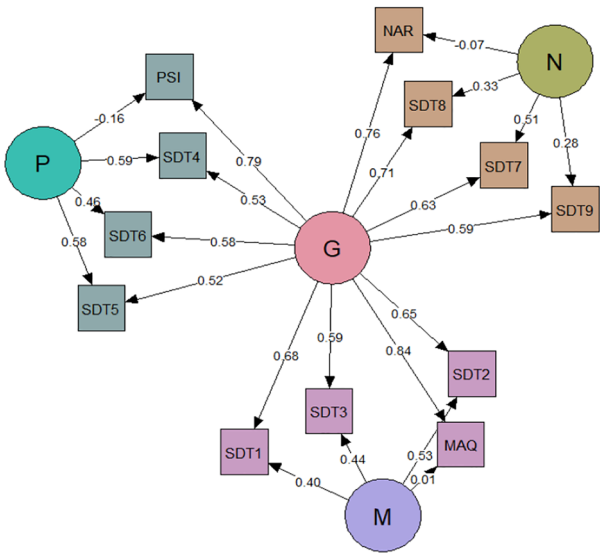 NAR
-0.07
N
PSI
SDT8
0.33
-0.16
0.76
0.51
0.28
P
0.59
SDT4
0.79
0.71
SDT7
0.46
0.53
0.63
SDT9
0.58
SDT6
0.58
G
0.59
SDT5
0.52
0.65
0.68
0.59
0.84
SDT2
SDT3
SDT1
0.44
0.53
MAQ
0.40
0.01
M